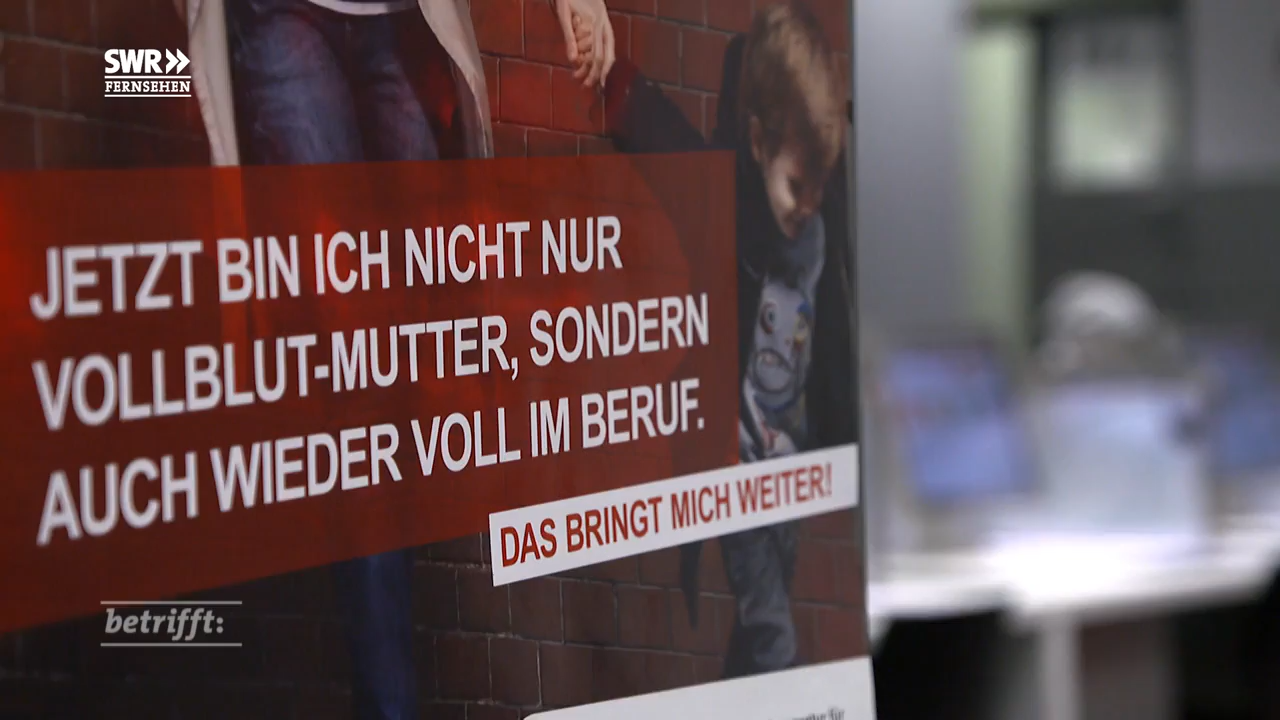 SWR»
FERNSEHEN
JETZT BIN ICH NICHT NUR
VOLLBLUT-MUTTER, SONDERN
AUCH WIEDER VOLL IM BERUF.
DAS BRINGT MICH WEITER!
betrifft: